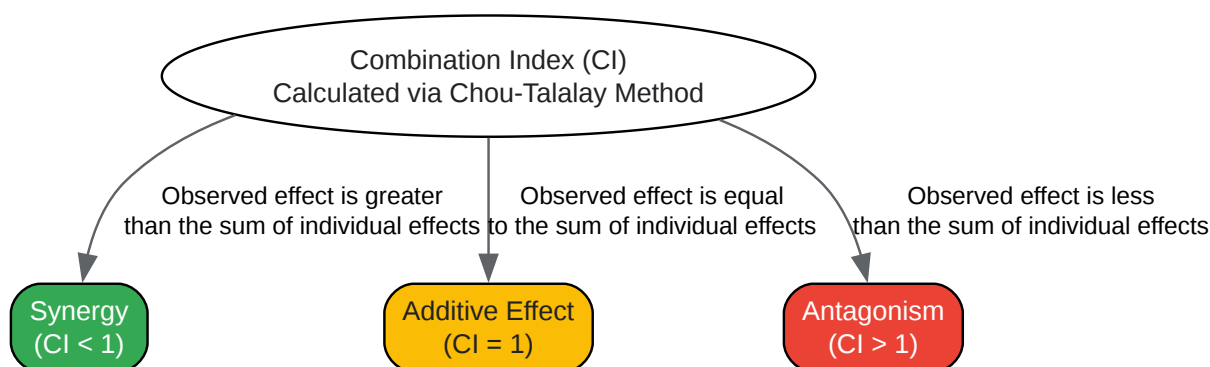 Combination Index (CI)
Calculated via Chou-Talalay Method
Observed effect is greater
than the sum of individual effects
Observed effect is equal
to the sum of individual effects
Observed effect is less
than the sum of individual effects
Synergy
(CI < 1)
Additive Effect
(CI = 1)
Antagonism
(CI > 1)